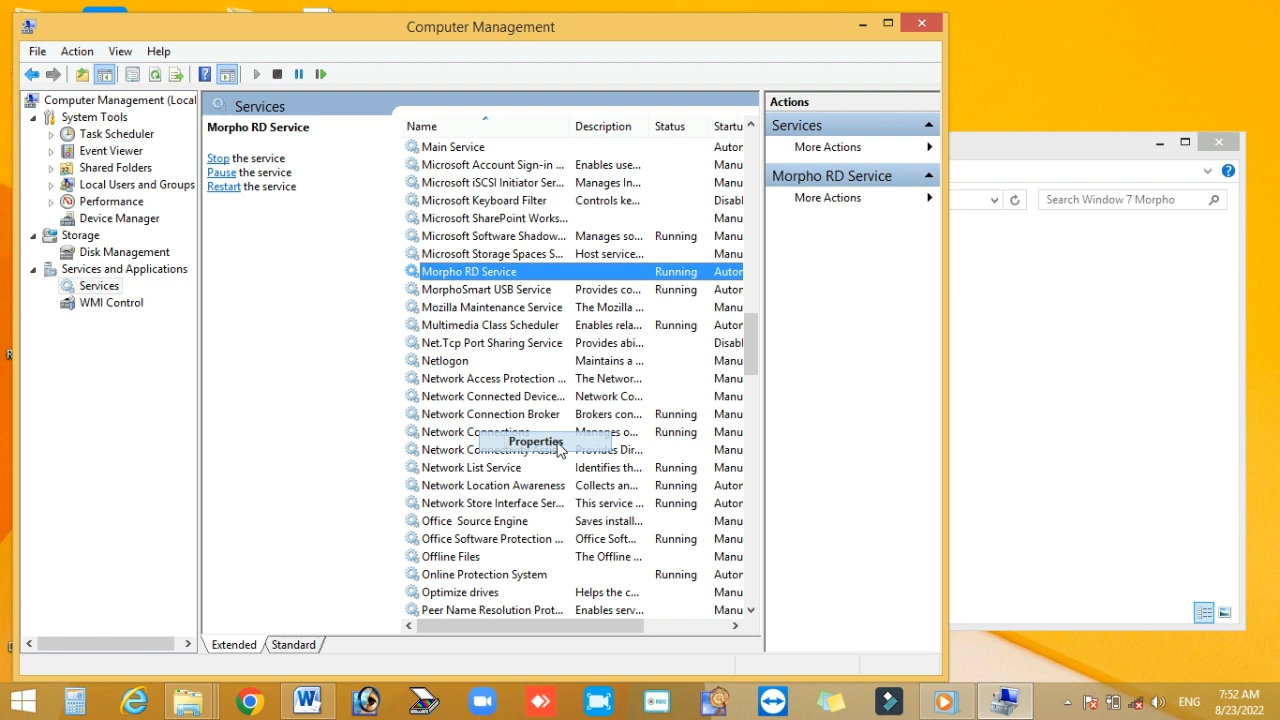 Computer Management
File Action View Help
Computer Management (Local
System Tools
Task Scheduler
Event Viewer
Shared Folders
Local Users and Groups
Performance
Device Manager
Storage
Disk Management
Services and Applications
Services
WMI Control
Services
Morpho RD Service
Stop the service
Pause the service
Restart the service
Name Description Status Startu
Main Service Autor
Microsoft Account Sign-in ... Enables use... Manu
Microsoft iSCSI Initiator Ser... Manages In... Manu
Microsoft Keyboard Filter Controls ke... Disabl
Microsoft SharePoint Works... Manu
Microsoft Software Shadow... Manages so... Running Manu
Microsoft Storage Spaces S... Host service... Manu
Morpho RD Service Running Autor
MorphoSmart USB Service Provides co... Running Manu
Mozilla Maintenance Service The Mozilla ... Manu
Multimedia Class Scheduler Enables rela... Running Autor
Net.Tcp Port Sharing Service Provides abi... Disabl
Netlogon Maintains a ... Manu
Network Access Protection ... The Networ... Manu
Network Connected Device... Network Co... Manu
Network Connection Broker Brokers con... Running Manu
Network Connections Manages o... Running Manu
Properties
Network Connectivity Assis... Provides Dir... Manu
Network List Service Identifies th... Running Manu
Network Location Awareness Collects an... Running Autor
Network Store Interface Ser... This service ... Running Autor
Office Source Engine Saves install... Manu
Office Software Protection ... Office Soft... Running Manu
Offline Files The Offline ... Manu
Online Protection System Running Autor
Optimize drives Helps the c... Manu
Peer Name Resolution Prot... Enables serv... Manu
Extended Standard
Actions
Services
More Actions
Morpho RD Service
More Actions
Search Window 7 Morpho
REC
ENG
7:52 AM
8/23/2022